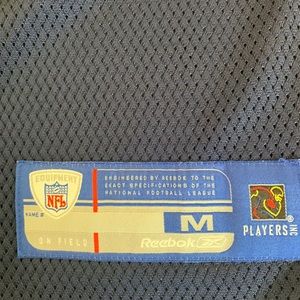 EQUIPMENT
NFL
NAME #
ON FIELD
ENGINEERED BY REEBOK TO THE
EXACT SPECIFICATIONS OF THE
NATIONAL FOOTBALL LEAGUE
M
Reebok
PLAYERS INC